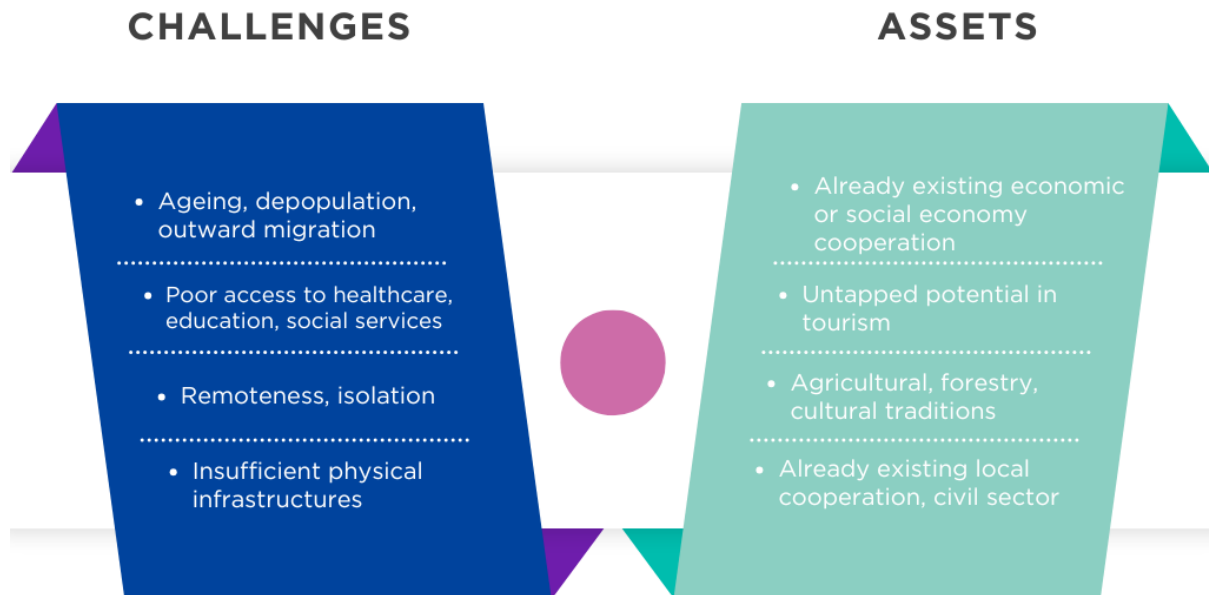 CHALLENGES
• Ageing, depopulation,
outward migration
• Poor access to healthcare,
education, social services
• Remoteness, isolation
• Insufficient physical
infrastructures
ASSETS
• Already existing economic
or social economy
cooperation
• Untapped potential in
tourism
• Agricultural, forestry,
cultural traditions
• Already existing local
cooperation, civil sector